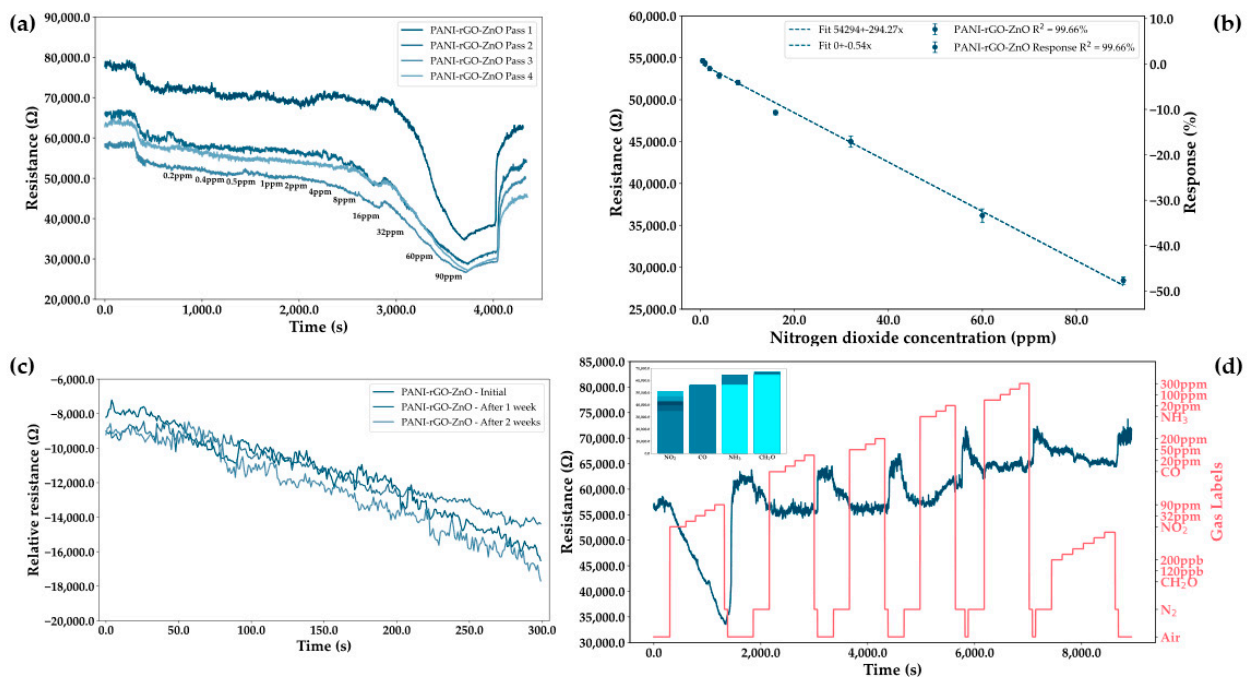 (a)
90,000.0
80,000.0
70,000.0
60,000.0
50,000.0
40,000.0
30,000.0
20,000.0
Resistance (Ω)
PANI-rGO-ZnO Pass 1
PANI-rGO-ZnO Pass 2
PANI-rGO-ZnO Pass 3
PANI-rGO-ZnO Pass 4
0.2ppm
0.4ppm
0.5ppm
1ppm
2ppm
4ppm
8ppm
16ppm
32ppm
60ppm
90ppm
0.0 1,000.0 2,000.0 3,000.0 4,000.0
Time (s)
(b)
60,000.0
55,000.0
50,000.0
45,000.0
40,000.0
35,000.0
30,000.0
25,000.0
Resistance (Ω)
Fit 54294+-294.27x
Fit 0+-0.54x
PANI-rGO-ZnO R² = 99.66%
PANI-rGO-ZnO Response R² = 99.66%
10.0
0.0
−10.0
−20.0
−30.0
−40.0
−50.0
Response (%)
0.0 20.0 40.0 60.0 80.0
Nitrogen dioxide concentration (ppm)
(c)
−6,000.0
−8,000.0
−10,000.0
−12,000.0
−14,000.0
−16,000.0
−18,000.0
−20,000.0
Relative resistance (Ω)
PANI-rGO-ZnO - Initial
PANI-rGO-ZnO - After 1 week
PANI-rGO-ZnO - After 2 weeks
0.0 50.0 100.0 150.0 200.0 250.0 300.0
Time (s)
(d)
85,000.0
80,000.0
75,000.0
70,000.0
65,000.0
60,000.0
55,000.0
50,000.0
45,000.0
40,000.0
35,000.0
30,000.0
Resistance (Ω)
NO₂ CO NH₃ CH₂O
300ppm
100ppm
20ppm
NH₃
200ppm
50ppm
20ppm
CO
90ppm
32ppm
NO₂
200ppb
120ppb
CH₂O
N₂
Air
Gas Labels
0.0 2,000.0 4,000.0 6,000.0 8,000.0
Time (s)